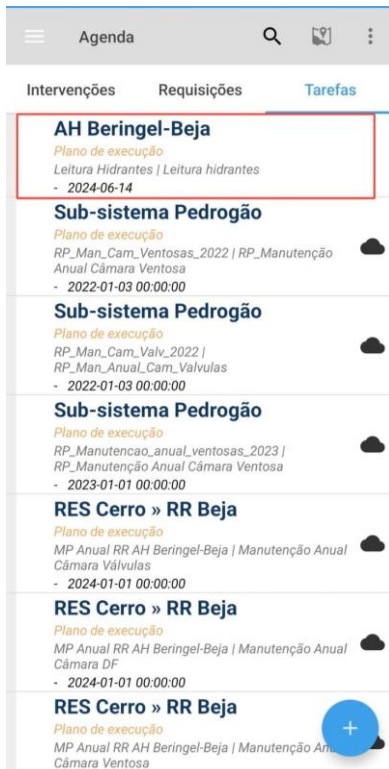 Agenda
Intervenções Requisições Tarefas
AH Beringel-Beja
Plano de execução
Leitura Hidrantes | Leitura hidrantes
- 2024-06-14
Sub-sistema Pedrogão
Plano de execução
RP_Man_Cam_Ventosas_2022 | RP_Manutenção
Anual Câmara Ventosa
- 2022-01-03 00:00:00
Sub-sistema Pedrogão
Plano de execução
RP_Man_Cam_Valv_2022 |
RP_Man_Anual_Cam_Valvulas
- 2022-01-03 00:00:00
Sub-sistema Pedrogão
Plano de execução
RP_Manutencao_anual_ventosas_2023 |
RP_Manutenção Anual Câmara Ventosa
- 2023-01-01 00:00:00
RES Cerro » RR Beja
Plano de execução
MP Anual RR AH Beringel-Beja | Manutenção Anual
Câmara Válvulas
- 2024-01-01 00:00:00
RES Cerro » RR Beja
Plano de execução
MP Anual RR AH Beringel-Beja | Manutenção Anual
Câmara DF
- 2024-01-01 00:00:00
RES Cerro » RR Beja
Plano de execução
MP Anual RR AH Beringel-Beja | Manutenção
Câmara Ventosa